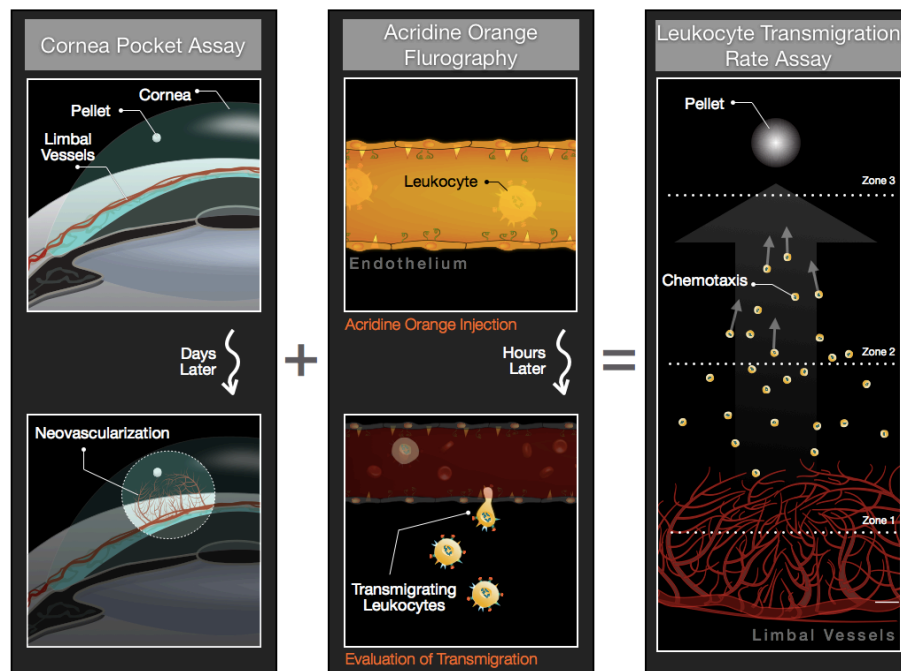 Cornea Pocket Assay
Cornea
Pellet
Limbal
Vessels
Days
Later
Neovascularization
+
Acridine Orange
Flurography
Leukocyte
Endothelium
Acridine Orange Injection
Hours
Later
Transmigrating
Leukocytes
Evaluation of Transmigration
=
Leukocyte Transmigration
Rate Assay
Pellet
Zone 3
Chemotaxis
Zone 2
Zone 1
Limbal Vessels